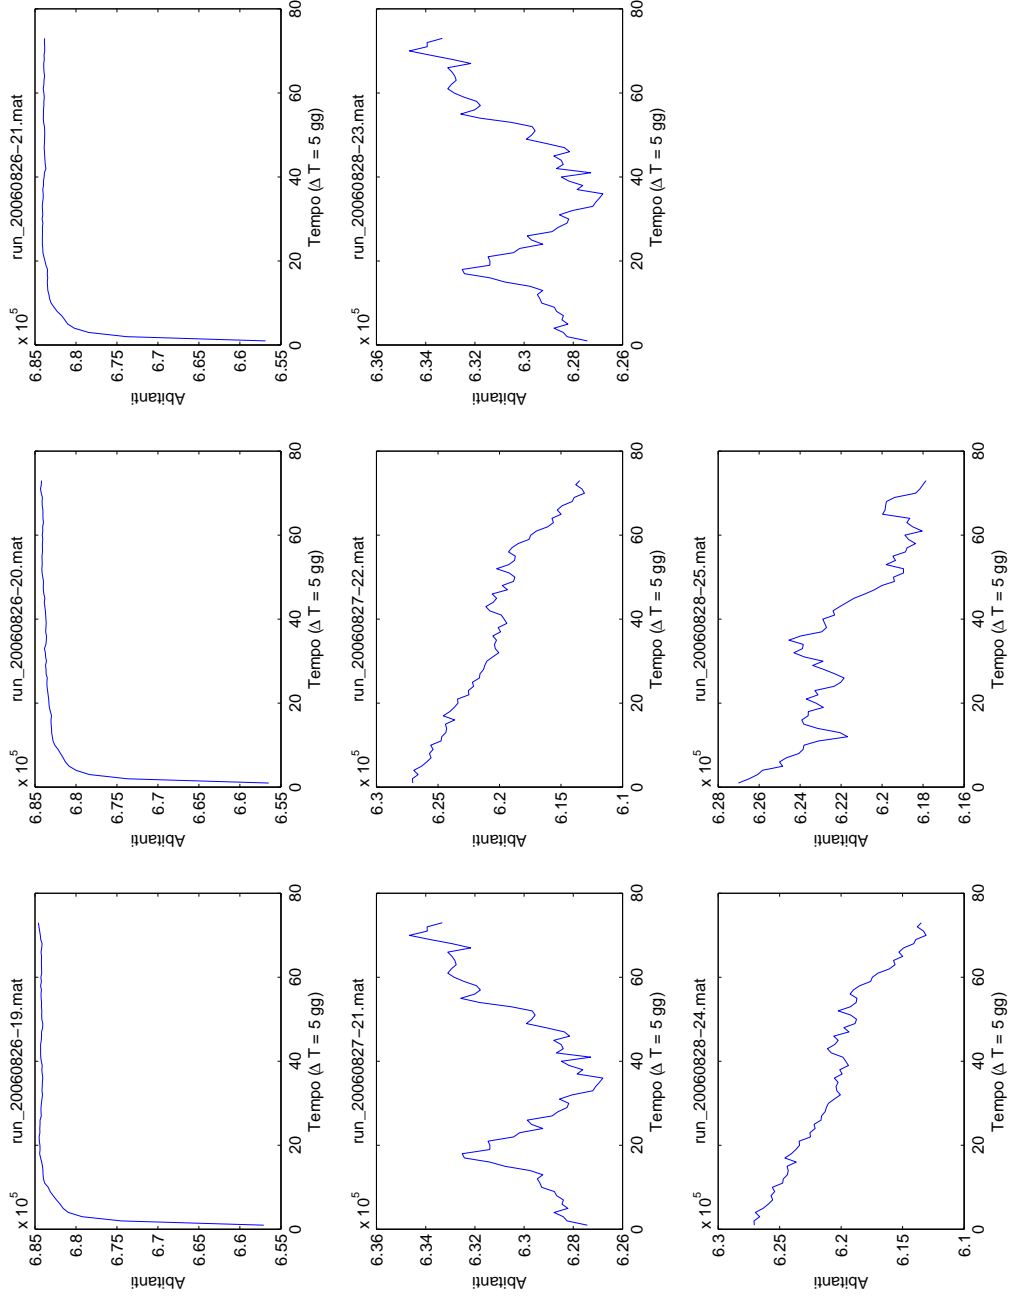 x 10^5
run_20060826−19.mat
6.85
6.8
6.75
6.7
6.65
6.6
6.55
Abitanti
0 20 40 60 80
Tempo (Δ T = 5 gg)
x 10^5
run_20060826−20.mat
6.85
6.8
6.75
6.7
6.65
6.6
6.55
Abitanti
0 20 40 60 80
Tempo (Δ T = 5 gg)
x 10^5
run_20060826−21.mat
6.85
6.8
6.75
6.7
6.65
6.6
6.55
Abitanti
0 20 40 60 80
Tempo (Δ T = 5 gg)
x 10^5
run_20060827−21.mat
6.36
6.34
6.32
6.3
6.28
6.26
Abitanti
0 20 40 60 80
Tempo (Δ T = 5 gg)
x 10^5
run_20060827−22.mat
6.3
6.25
6.2
6.15
6.1
Abitanti
0 20 40 60 80
Tempo (Δ T = 5 gg)
x 10^5
run_20060828−23.mat
6.36
6.34
6.32
6.3
6.28
6.26
Abitanti
0 20 40 60 80
Tempo (Δ T = 5 gg)
x 10^5
run_20060828−24.mat
6.3
6.25
6.2
6.15
6.1
Abitanti
0 20 40 60 80
Tempo (Δ T = 5 gg)
x 10^5
run_20060828−25.mat
6.28
6.26
6.24
6.22
6.2
6.18
6.16
Abitanti
0 20 40 60 80
Tempo (Δ T = 5 gg)